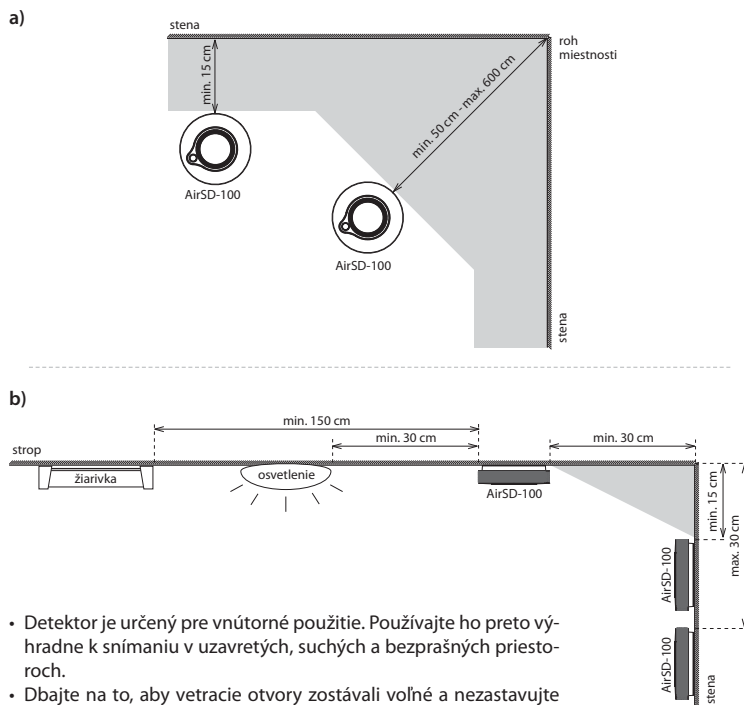 a)
stena
roh
miestnosti
min. 15 cm
min. 50 cm - max. 600 cm
AirSD-100
AirSD-100
stena
b)
min. 150 cm
strop
min. 30 cm
min. 30 cm
žiarivka
osvetlenie
AirSD-100
min. 15 cm
max. 30 cm
AirSD-100
AirSD-100
stena
• Detektor je určený pre vnútorné použitie. Používajte ho preto vý-
hradne k snímaniu v uzavretých, suchých a bezprašných priesto-
roch.
• Dbajte na to, aby vetracie otvory zostávali voľné a nezastavujte